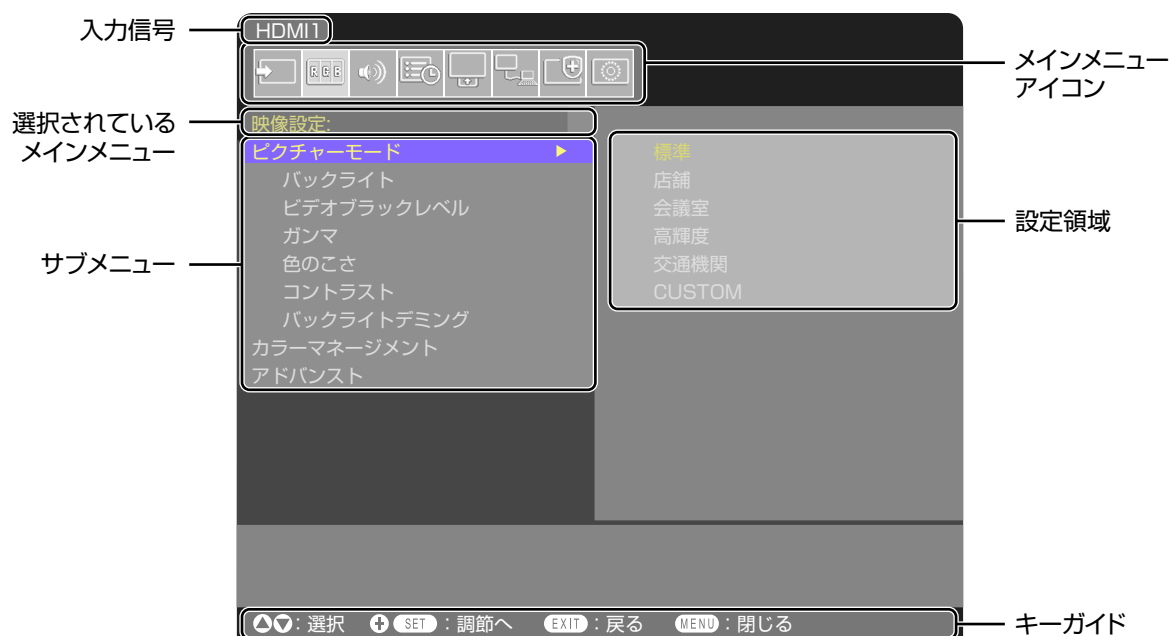 入力信号
HDMI1
RGB
メインメニュー
アイコン
選択されている
メインメニュー
映像設定:
ピクチャーモード
バックライト
ビデオブラックレベル
ガンマ
色のこさ
コントラスト
バックライトデミング
カラーマネージメント
アドバンスト
サブメニュー
標準
店舗
会議室
高輝度
交通機関
CUSTOM
設定領域
:選択 SET:調節へ EXIT:戻る MENU:閉じる
キーガイド